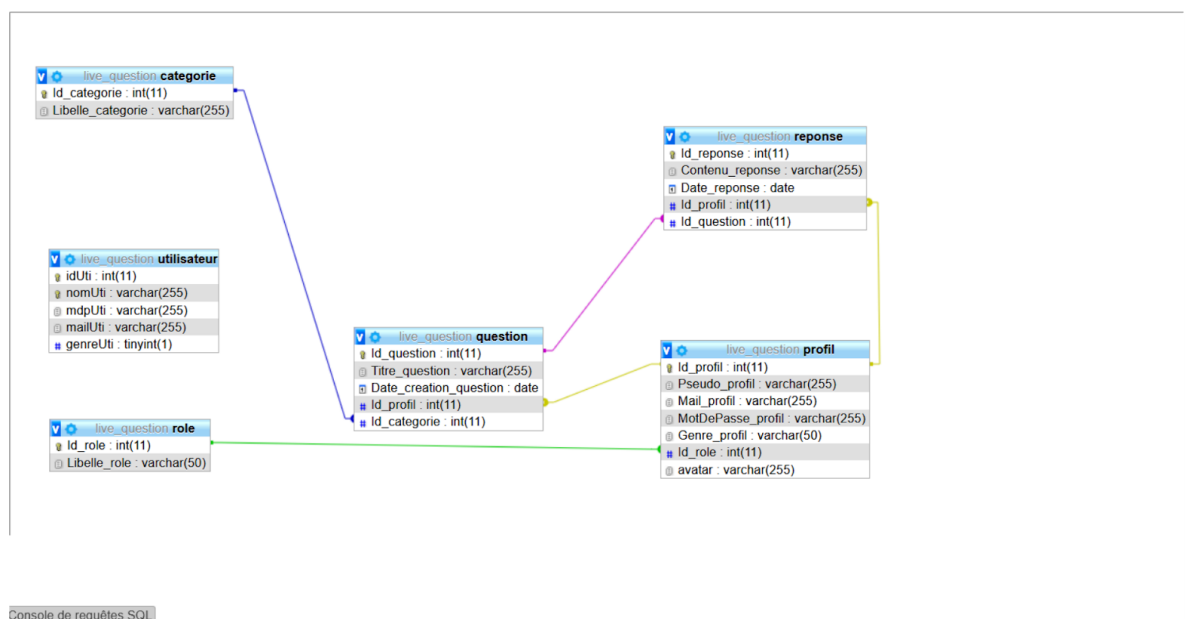 live_question categorie
Id_categorie : int(11)
Libelle_categorie : varchar(255)
live_question reponse
Id_reponse : int(11)
Contenu_reponse : varchar(255)
Date_reponse : date
Id_profil : int(11)
Id_question : int(11)
live_question utilisateur
idUti : int(11)
nomUti : varchar(255)
mdpUti : varchar(255)
mailUti : varchar(255)
genreUti : tinyint(1)
live_question question
Id_question : int(11)
Titre_question : varchar(255)
Date_creation_question : date
Id_profil : int(11)
Id_categorie : int(11)
live_question profil
Id_profil : int(11)
Pseudo_profil : varchar(255)
Mail_profil : varchar(255)
MotDePasse_profil : varchar(255)
Genre_profil : varchar(50)
Id_role : int(11)
avatar : varchar(255)
live_question role
Id_role : int(11)
Libelle_role : varchar(50)
Console de requêtes SQL